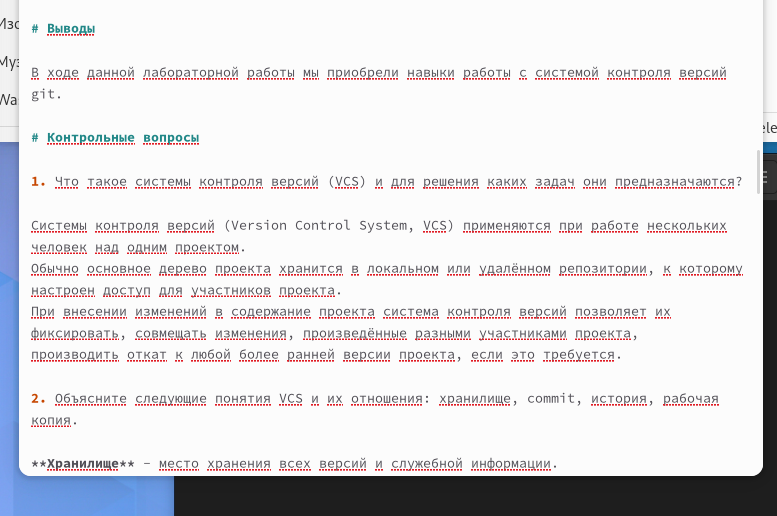 # Выводы
В ходе данной лабораторной работы мы приобрели навыки работы с системой контроля версий
git.
# Контрольные вопросы
1. Что такое системы контроля версий (VCS) и для решения каких задач они предназначаются?
Системы контроля версий (Version Control System, VCS) применяются при работе нескольких
человек над одним проектом.
Обычно основное дерево проекта хранится в локальном или удалённом репозитории, к которому
настроен доступ для участников проекта.
При внесении изменений в содержание проекта система контроля версий позволяет их
фиксировать, совмещать изменения, произведённые разными участниками проекта,
производить откат к любой более ранней версии проекта, если это требуется.
2. Объясните следующие понятия VCS и их отношения: хранилище, commit, история, рабочая
копия.
**Хранилище** - место хранения всех версий и служебной информации.